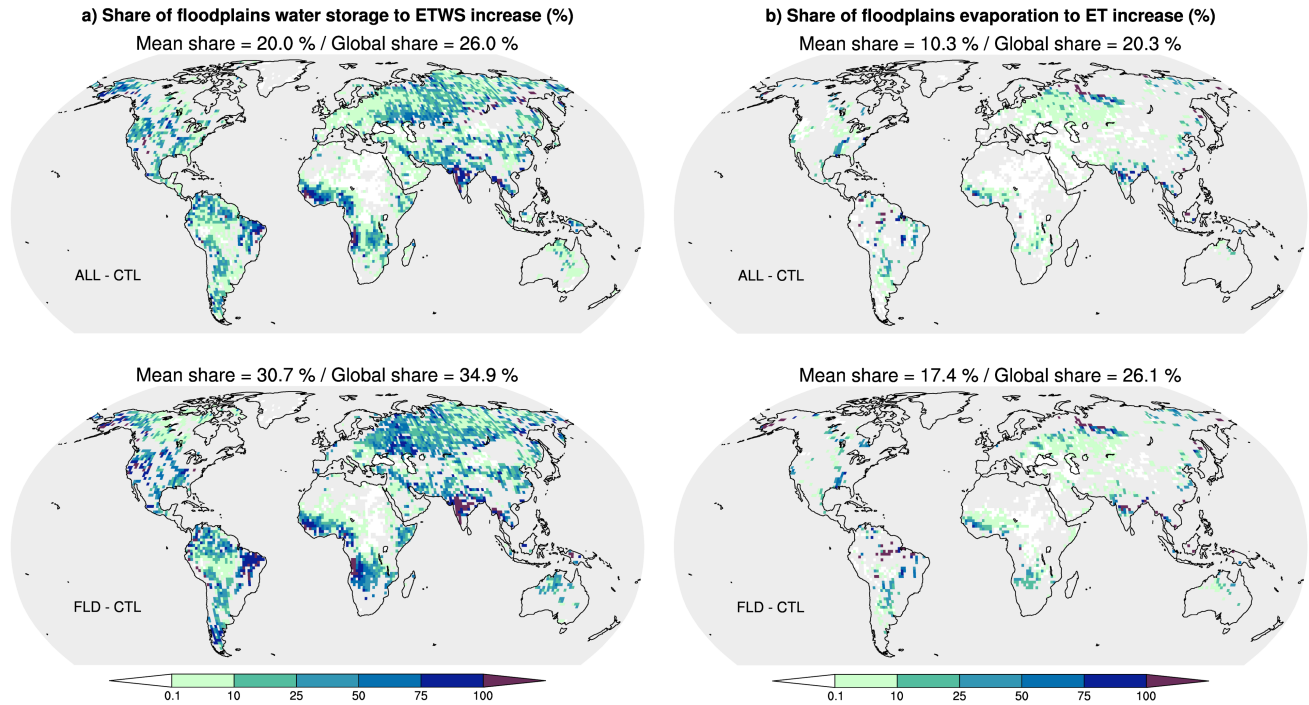 a) Share of floodplains water storage to ETWS increase (%)
Mean share = 20.0 % / Global share = 26.0 %
ALL - CTL
Mean share = 30.7 % / Global share = 34.9 %
FLD - CTL
0.1 10 25 50 75 100
b) Share of floodplains evaporation to ET increase (%)
Mean share = 10.3 % / Global share = 20.3 %
ALL - CTL
Mean share = 17.4 % / Global share = 26.1 %
FLD - CTL
0.1 10 25 50 75 100